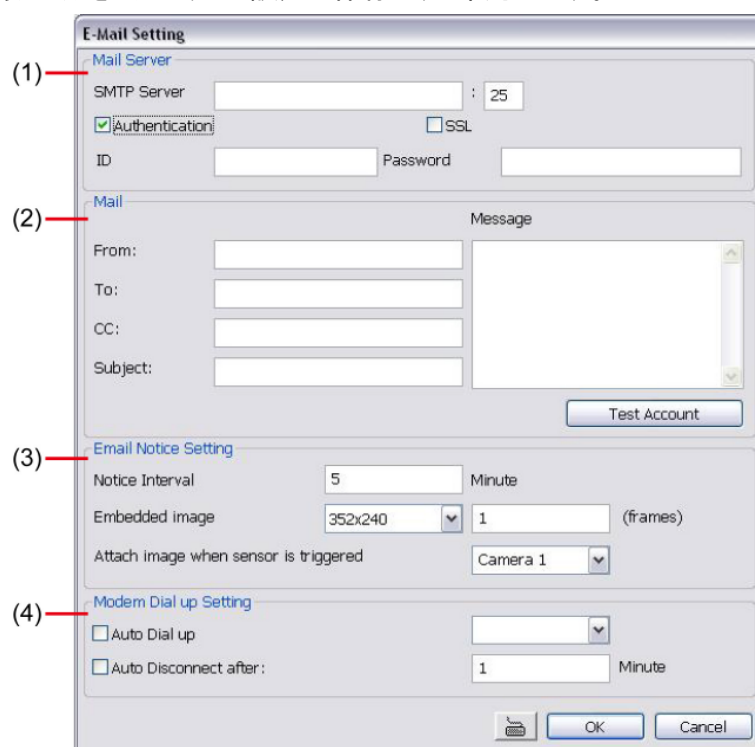 E-Mail Setting
(1)
Mail Server
SMTP Server : 25
Authentication SSL
ID Password
(2)
Mail
Message
From:
To:
CC:
Subject:
Test Account
(3)
Email Notice Setting
Notice Interval 5 Minute
Embedded image 352x240 1 (frames)
Attach image when sensor is triggered Camera 1
(4)
Modem Dial up Setting
Auto Dial up
Auto Disconnect after: 1 Minute
OK Cancel